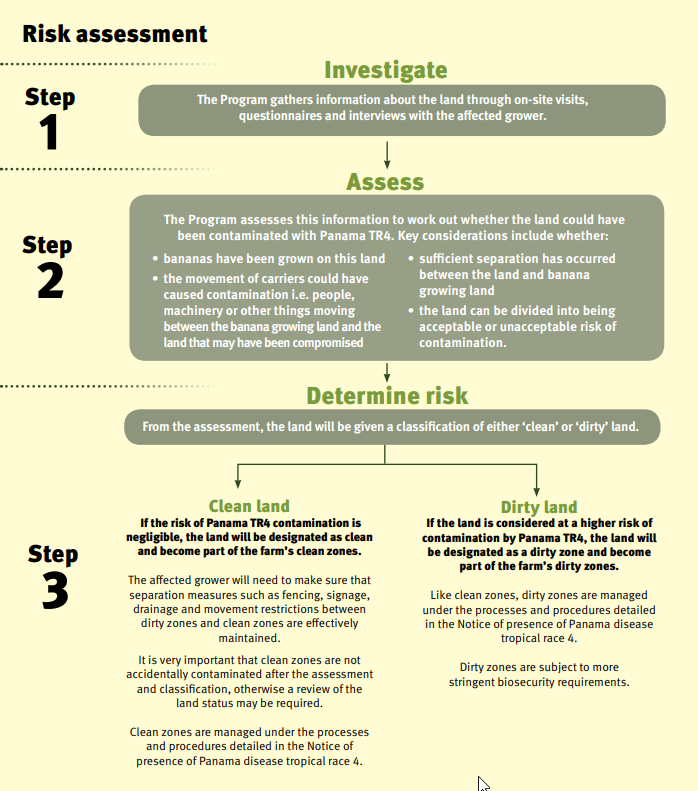 Risk assessment
Step
1
Investigate
The Program gathers information about the land through on-site visits,
questionnaires and interviews with the affected grower.
Step
2
Assess
The Program assesses this information to work out whether the land could have
been contaminated with Panama TR4. Key considerations include whether:
• bananas have been grown on this land
• the movement of carriers could have
caused contamination i.e. people,
machinery or other things moving
between the banana growing land and the
land that may have been compromised
• sufficient separation has occurred
between the land and banana
growing land
• the land can be divided into being
acceptable or unacceptable risk of
contamination.
Step
3
Determine risk
From the assessment, the land will be given a classification of either ‘clean’ or ‘dirty’ land.
Clean land
If the risk of Panama TR4 contamination is
negligible, the land will be designated as clean
and become part of the farm’s clean zones.
The affected grower will need to make sure that
separation measures such as fencing, signage,
drainage and movement restrictions between
dirty zones and clean zones are effectively
maintained.
It is very important that clean zones are not
accidentally contaminated after the assessment
and classification, otherwise a review of the
land status may be required.
Clean zones are managed under the processes
and procedures detailed in the Notice of
presence of Panama disease tropical race 4.
Dirty land
If the land is considered at a higher risk of
contamination by Panama TR4, the land will
be designated as a dirty zone and become
part of the farm’s dirty zones.
Like clean zones, dirty zones are managed
under the processes and procedures detailed
in the Notice of presence of Panama disease
tropical race 4.
Dirty zones are subject to more
stringent biosecurity requirements.